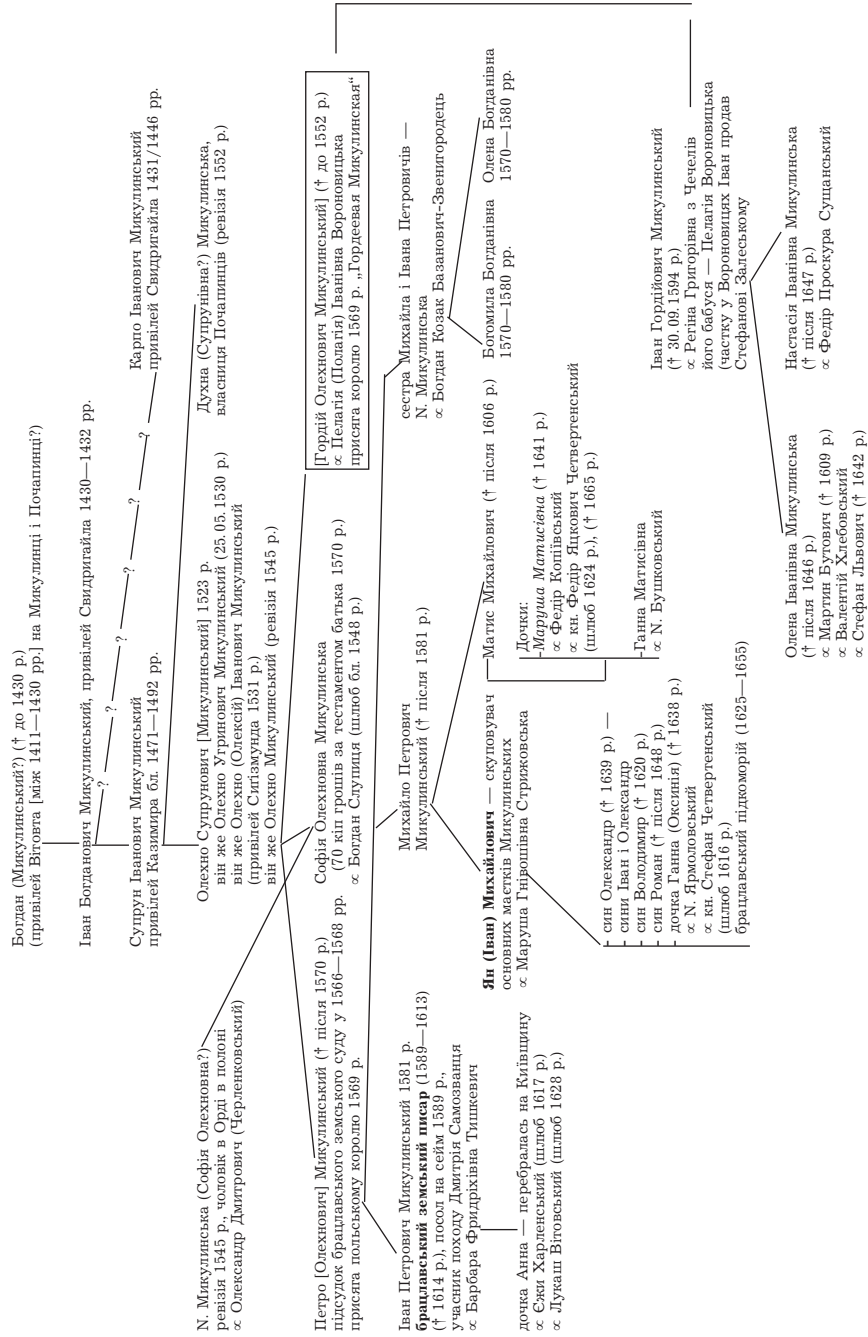 Богдан (Микулинський?) († до 1430 р.)
(привілей Вітовта [між 1411—1430 рр.] на Микулинці і Почапинці?)
Іван Богданович Микулинський, привілей Свидригайла 1430—1432 рр.
? ? ? ? ?
Супрун Іванович Микулинський
привілей Казимира бл. 1471—1492 рр.
Карпо Іванович Микулинський
привілей Свидригайла 1431/1446 рр.
Олехно Супрунович [Микулинський] 1523 р.
він же Олехно Угринович Микулинський (25.05.1530 р.)
він же Олехно (Олексій) Іванович Микулинський
(привілей Сигізмунда 1531 р.)
він же Олехно Микулинський (ревізія 1545 р.)
Духна (Супрунівна?) Микулинська,
власниця Почапинців (ревізія 1552 р.)
N. Микулинська (Софія Олехновна?)
ревізія 1545 р., чоловік в Орді в полоні
∝ Олександр Дмитрович (Черленковський)
Петро [Олехнович] Микулинський († після 1570 р.)
підсудок брацлавського земського суду у 1566—1568 рр.
присяга польському королю 1569 р.
Софія Олехновна Микулинська
(70 кіп грошів за тестаментом батька 1570 р.)
∝ Богдан Слупиця (шлюб бл. 1548 р.)
[Гордій Олехнович Микулинський] († до 1552 р.)
∝ Пелагія (Полагія) Іванівна Вороновицька
присяга королю 1569 р. „Гордеевая Микулинская“
Іван Петрович Микулинський 1581 р.
брацлавський земський писар (1589—1613)
(† 1614 р.), посол на сейм 1589 р.,
учасник походу Дмитрія Самозванця
∝ Барбара Фридріхівна Тишкевич
Михайло Петрович
Микулинський († після 1581 р.)
сестра Михайла і Івана Петровичів —
N. Микулинська
∝ Богдан Козак Базанович-Звенигородець
дочка Анна — перебралась на Київщину
∝ Єжи Харленський (шлюб 1617 р.)
∝ Лукаш Вітовський (шлюб 1628 р.)
Ян (Іван) Михайлович — скуповувач
основних маєтків Микулинських
∝ Маруша Гнівошівна Стрижовська
Матис Михайлович († після 1606 р.)
Дочки:
-Маруша Матисівна († 1641 р.)
∝ Федір Копіївський
∝ кн. Федір Яцкович Четвертенський
(шлюб 1624 р.), († 1665 р.)
-Ганна Матисівна
∝ N. Бушковський
Богомила Богданівна
1570—1580 рр.
Олена Богданівна
1570—1580 рр.
син Олександр († 1639 р.) —
сини Іван і Олександр
син Володимир († 1620 р.)
син Роман († після 1648 р.)
дочка Ганна (Оксинія) († 1638 р.)
∝ N. Ярмоловський
∝ кн. Стефан Четвертенський
(шлюб 1616 р.)
брацлавський підкоморій (1625—1655)
Іван Гордійович Микулинський
(† 30.09.1594 р.)
∝ Регіна Григорівна з Чечелів
його бабуся — Пелагія Вороновицька
(частку у Вороновицях Іван продав
Стефанові Залеському
Олена Іванівна Микулинська
(† після 1646 р.)
∝ Мартин Бутович († 1609 р.)
∝ Валентій Хлебовський
∝ Стефан Львович († 1642 р.)
Настасія Іванівна Микулинська
(† після 1647 р.)
∝ Федір Проскура Сущанський